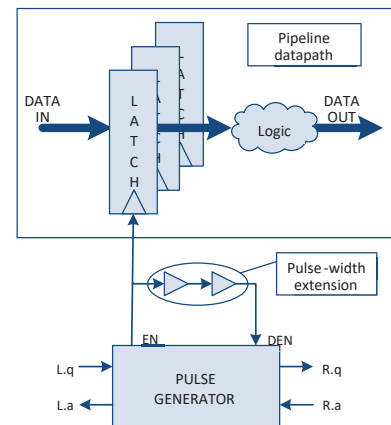 Pipeline
datapath
DATA
IN
L
A
T
C
H
L
A
T
C
H
L
A
T
C
H
Logic
DATA
OUT
Pulse-width
extension
EN
DEN
L.q
L.a
PULSE
GENERATOR
R.q
R.a